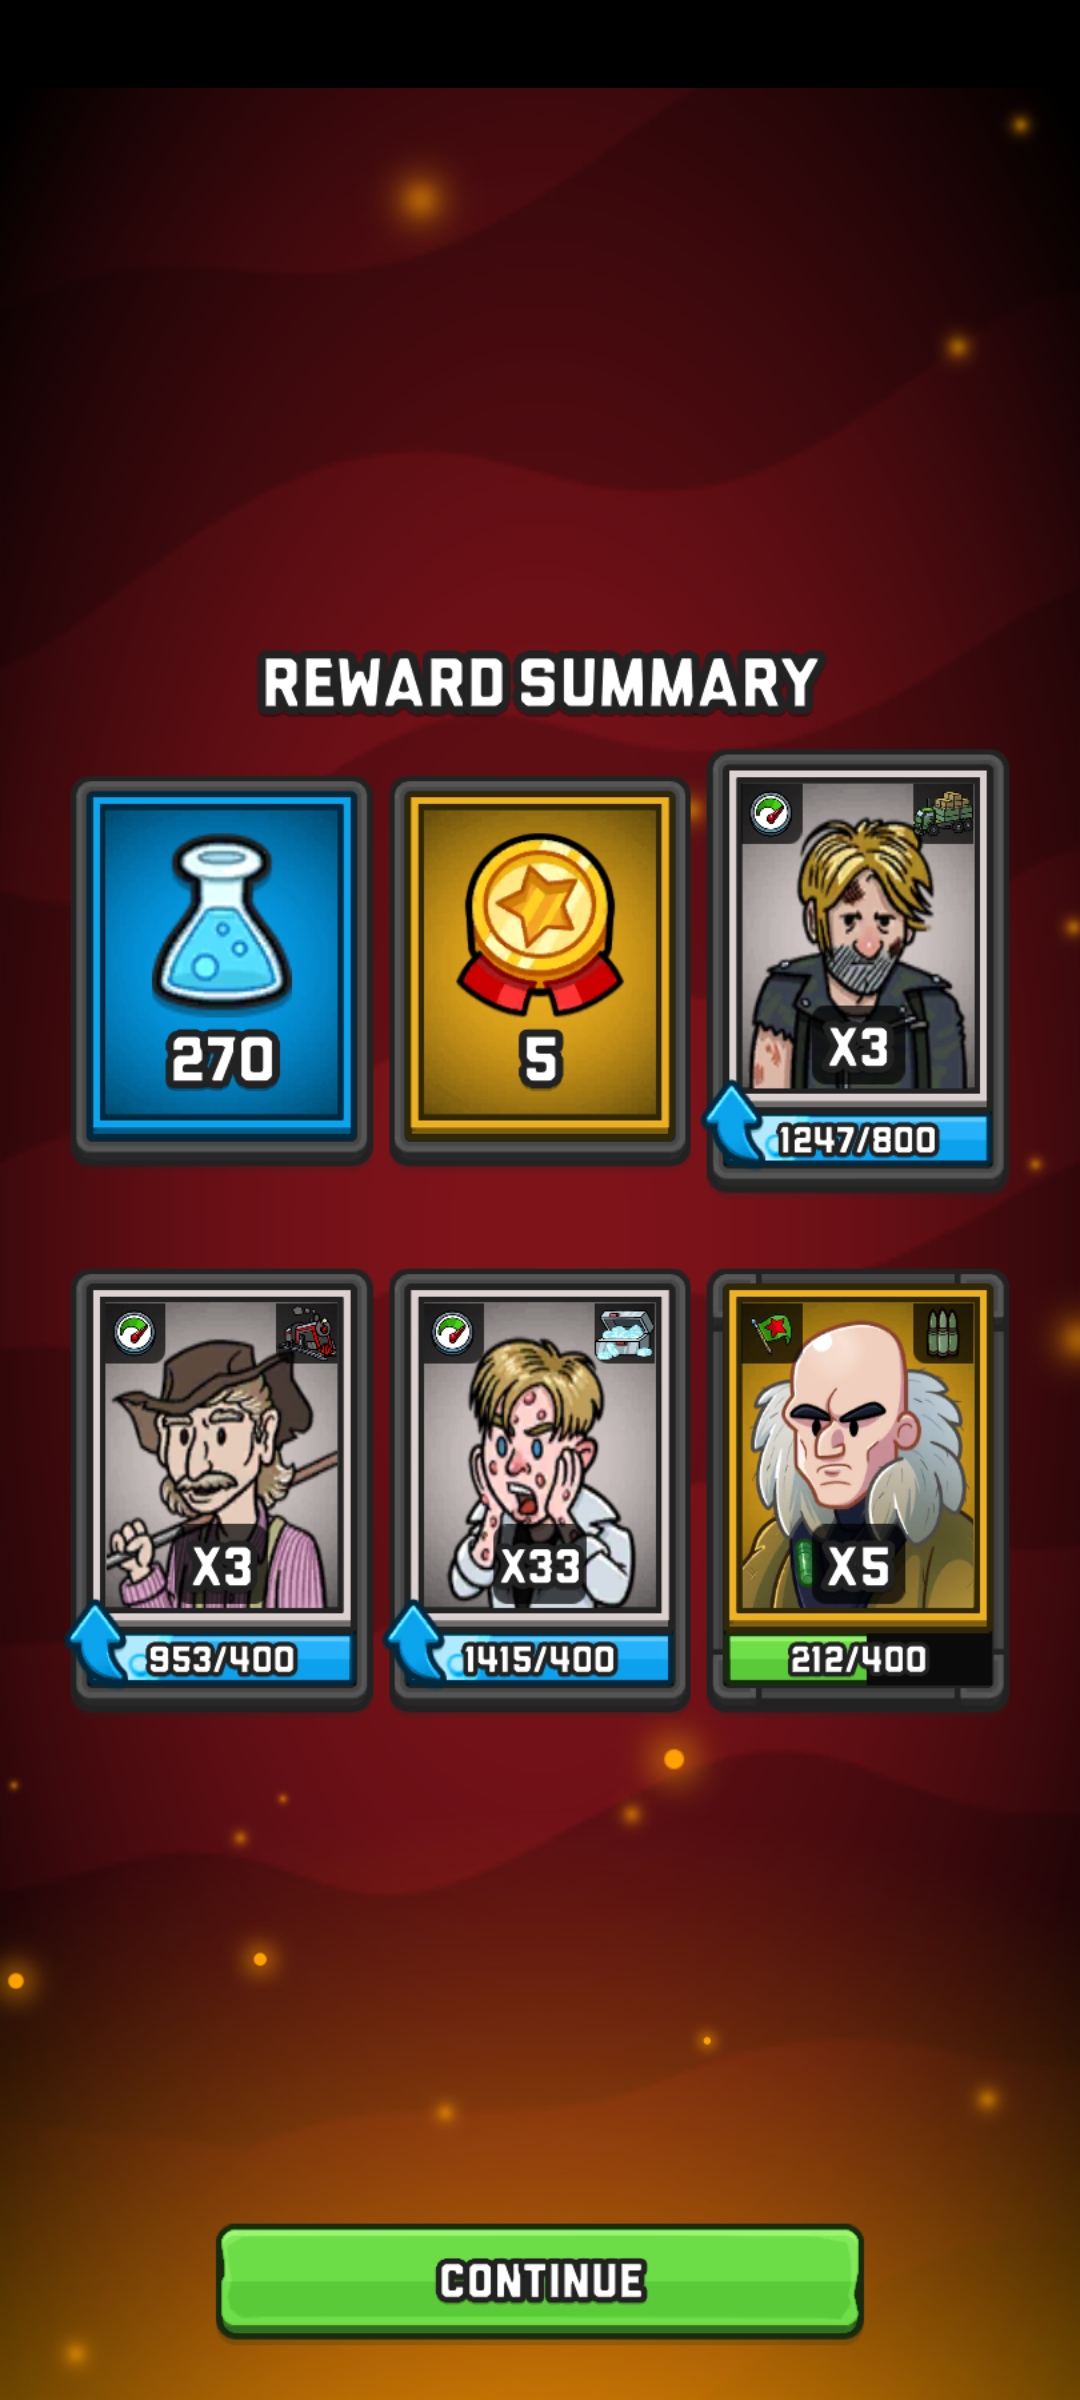 REWARD SUMMARY
270
5
X3
1247/800
X3
953/400
X33
1415/400
X5
212/400
CONTINUE